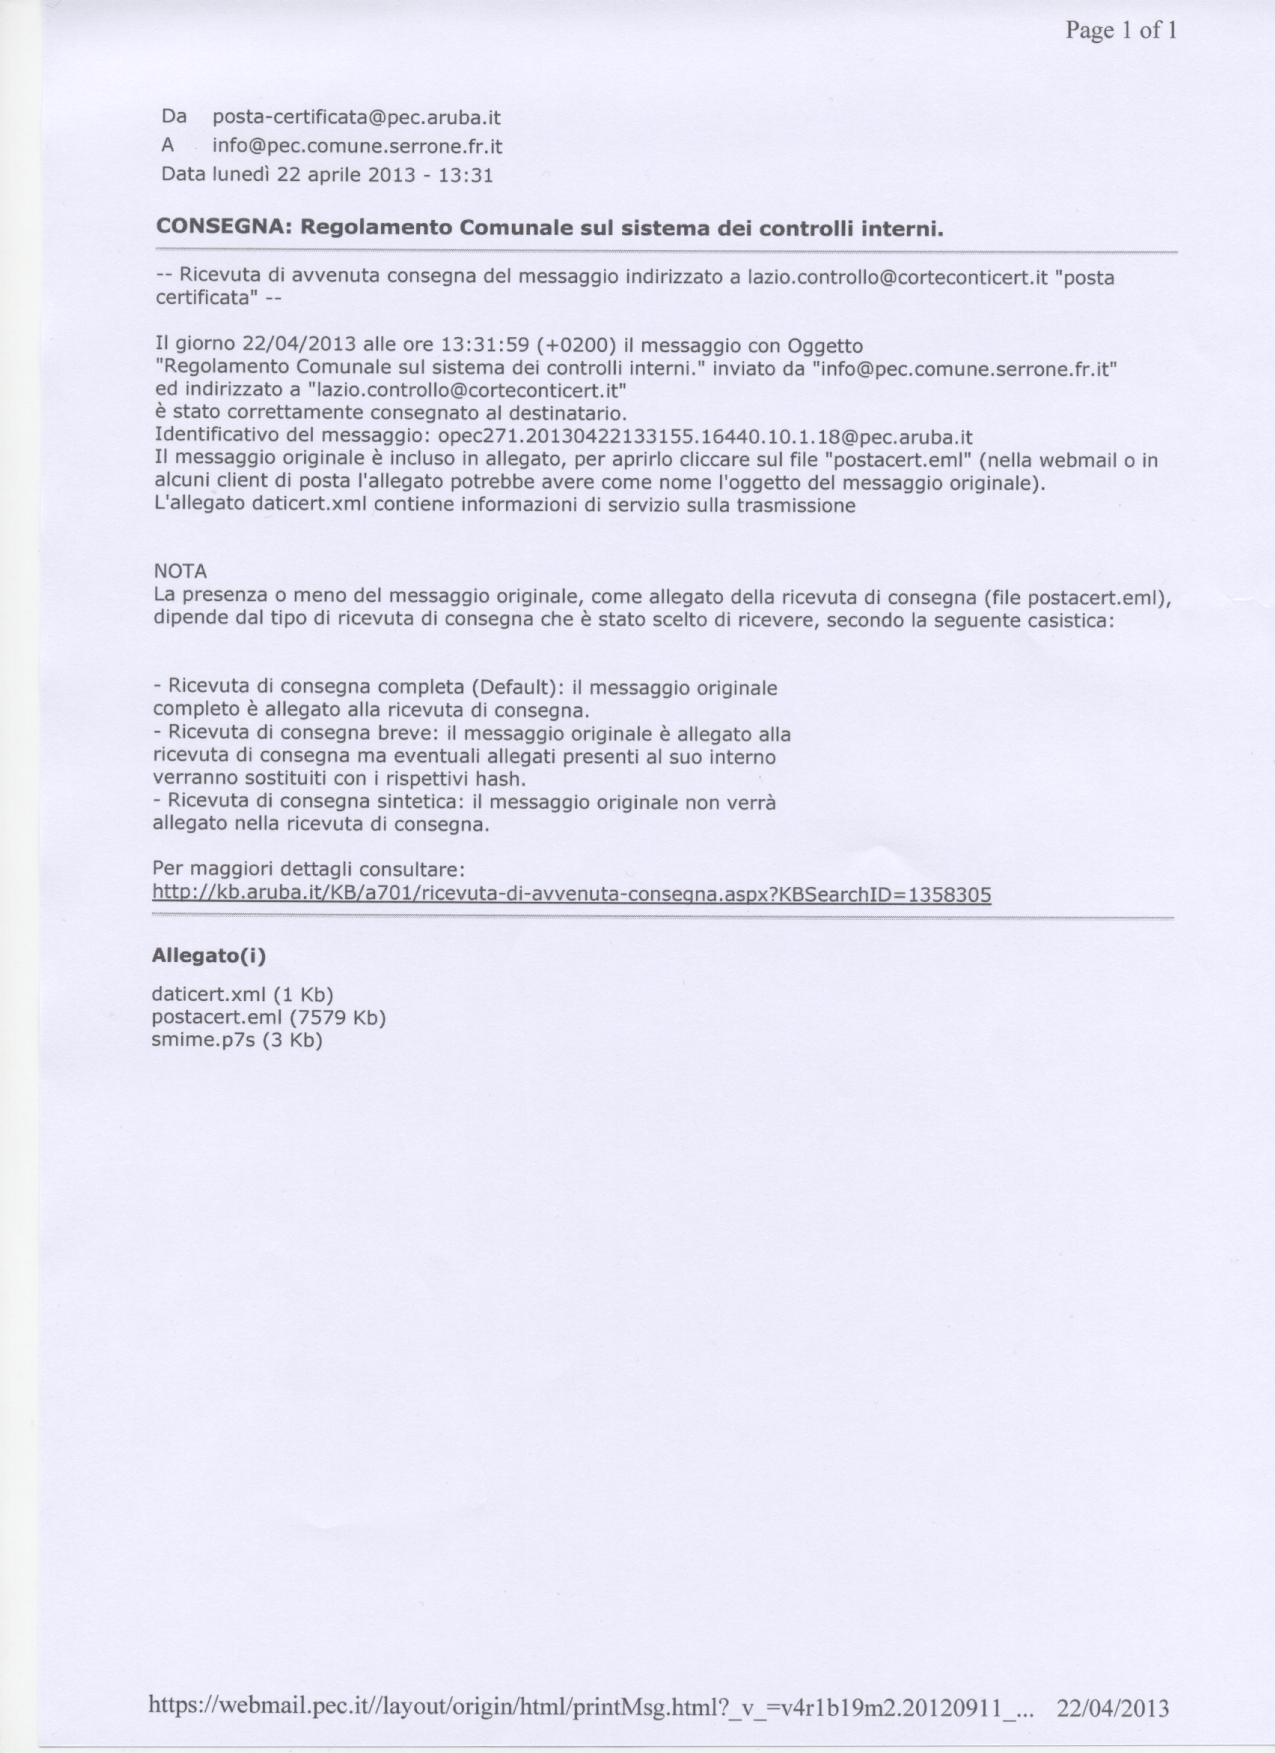 Page 1 of 1
Da posta-certificata@pec.aruba.it
A info@pec.comune.serrone.fr.it
Data lunedì 22 aprile 2013 - 13:31
CONSEGNA: Regolamento Comunale sul sistema dei controlli interni.
-- Ricevuta di avvenuta consegna del messaggio indirizzato a lazio.controllo@corteconticert.it "posta
certificata" --
Il giorno 22/04/2013 alle ore 13:31:59 (+0200) il messaggio con Oggetto
"Regolamento Comunale sul sistema dei controlli interni." inviato da "info@pec.comune.serrone.fr.it"
ed indirizzato a "lazio.controllo@corteconticert.it"
è stato correttamente consegnato al destinatario.
Identificativo del messaggio: opec271.20130422133155.16440.10.1.18@pec.aruba.it
Il messaggio originale è incluso in allegato, per aprirlo cliccare sul file "postacert.eml" (nella webmail o in
alcuni client di posta l'allegato potrebbe avere come nome l'oggetto del messaggio originale).
L'allegato daticert.xml contiene informazioni di servizio sulla trasmissione
NOTA
La presenza o meno del messaggio originale, come allegato della ricevuta di consegna (file postacert.eml),
dipende dal tipo di ricevuta di consegna che è stato scelto di ricevere, secondo la seguente casistica:
- Ricevuta di consegna completa (Default): il messaggio originale
completo è allegato alla ricevuta di consegna.
- Ricevuta di consegna breve: il messaggio originale è allegato alla
ricevuta di consegna ma eventuali allegati presenti al suo interno
verranno sostituiti con i rispettivi hash.
- Ricevuta di consegna sintetica: il messaggio originale non verrà
allegato nella ricevuta di consegna.
Per maggiori dettagli consultare:
http://kb.aruba.it/KB/a701/ricevuta-di-avvenuta-consegna.aspx?KBSearchID=1358305
Allegato(i)
daticert.xml (1 Kb)
postacert.eml (7579 Kb)
smime.p7s (3 Kb)
https://webmail.pec.it//layout/origin/html/printMsg.html?_v_=v4r1b19m2.20120911_... 22/04/2013